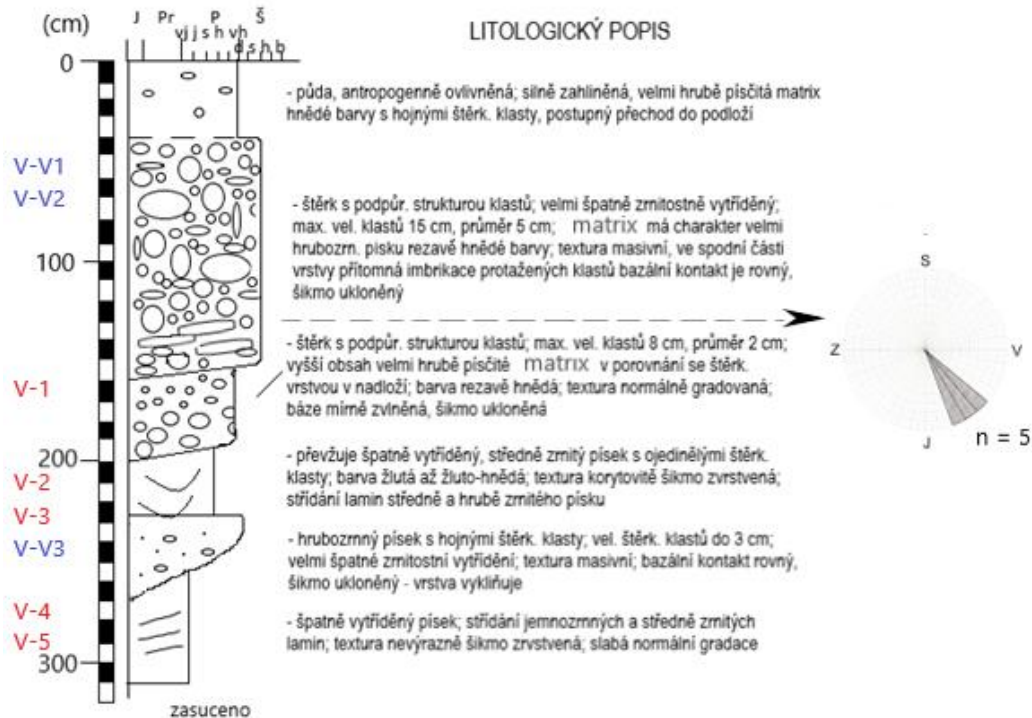 (cm)
J Pr P Š
vj j s h vh
d s h b
LITOLOGICKÝ POPIS
0
- půda, antropogenně ovlivněná; silně zahliněná, velmi hrubě písčitá matrix
hnědé barvy s hojnými štěrk. klasty, postupný přechod do podloží
V-V1
V-V2
- štěrk s podpůr. strukturou klastů; velmi špatně zrnitostně vytříděný;
max. vel. klastů 15 cm, průměr 5 cm; matrix má charakter velmi
hrubozrn. písku rezavě hnědé barvy; textura masivní, ve spodní části
vrstvy přítomná imbrikace protažených klastů bazální kontakt je rovný,
šikmo ukloněný
100
S
Z
V
J
n = 5
- štěrk s podpůr. strukturou klastů; max. vel. klastů 8 cm, průměr 2 cm;
vyšší obsah velmi hrubě písčité matrix v porovnání se štěrk.
vrstvou v nadloží; barva rezavě hnědá; textura normálně gradovaná;
báze mírně zvlněná, šikmo ukloněná
V-1
200
- převžuje špatně vytříděný, středně zrnitý písek s ojedinělými štěrk.
klasty; barva žlutá až žluto-hnědá; textura korytovitě šikmo zvrstvená;
střídání lamin středně a hrubě zrnitého písku
V-2
V-3
V-V3
- hrubozrnný písek s hojnými štěrk. klasty; vel. štěrk. klastů do 3 cm;
velmi špatné zrnitostní vytřídění; textura masivní; bazální kontakt rovný,
šikmo ukloněný - vrstva vykliňuje
V-4
V-5
- špatně vytříděný písek; střídání jemnozrnných a středně zrnitých
lamin; textura nevýrazně šikmo zrvstvená; slabá normální gradace
300
zasuceno